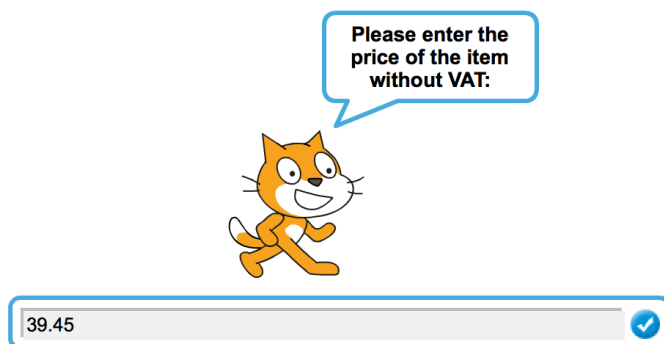 Please enter the
price of the item
without VAT:
39.45